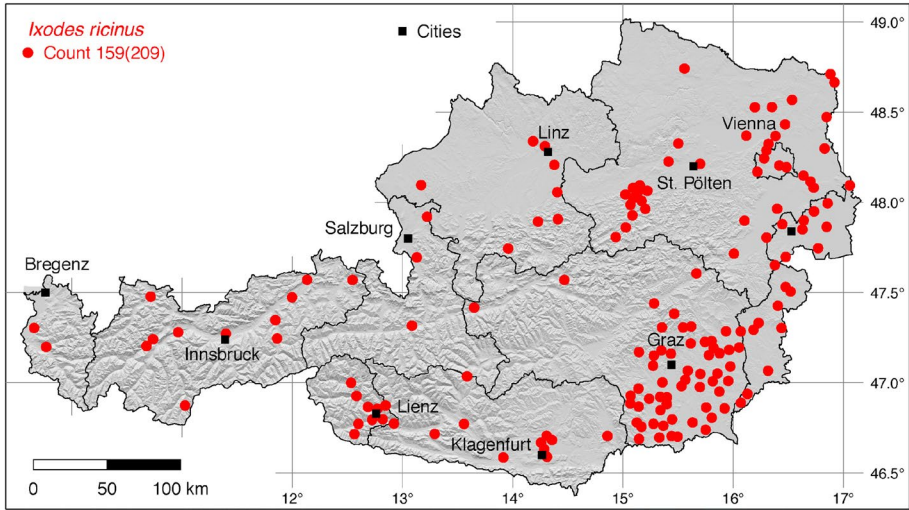 Ixodes ricinus
Count 159(209)
Cities
49.0°
48.5°
48.0°
47.5°
47.0°
46.5°
Linz
Vienna
St. Pölten
Salzburg
Bregenz
Innsbruck
Graz
Lienz
Klagenfurt
0 50 100 km
12° 13° 14° 15° 16° 17°